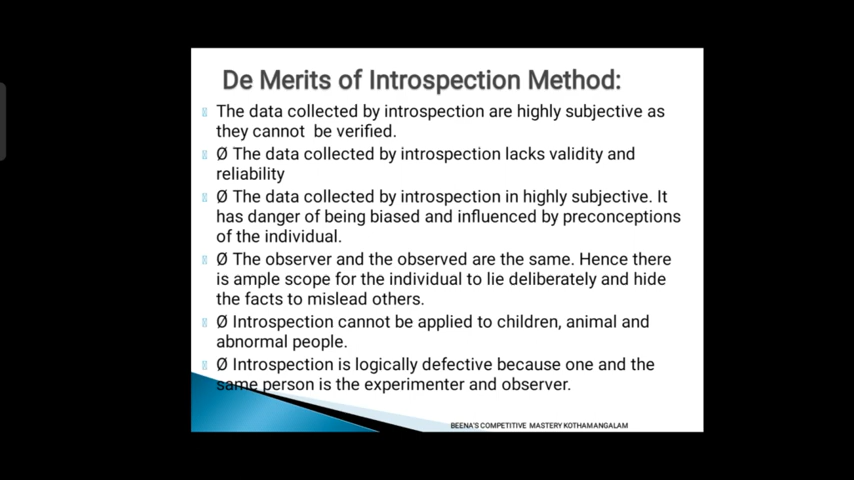 De Merits of Introspection Method:
The data collected by introspection are highly subjective as
they cannot be verified.
Ø The data collected by introspection lacks validity and
reliability
Ø The data collected by introspection in highly subjective. It
has danger of being biased and influenced by preconceptions
of the individual.
Ø The observer and the observed are the same. Hence there
is ample scope for the individual to lie deliberately and hide
the facts to mislead others.
Ø Introspection cannot be applied to children, animal and
abnormal people.
Ø Introspection is logically defective because one and the
same person is the experimenter and observer.
BEENA'S COMPETITIVE MASTERY KOTHAMANGALAM